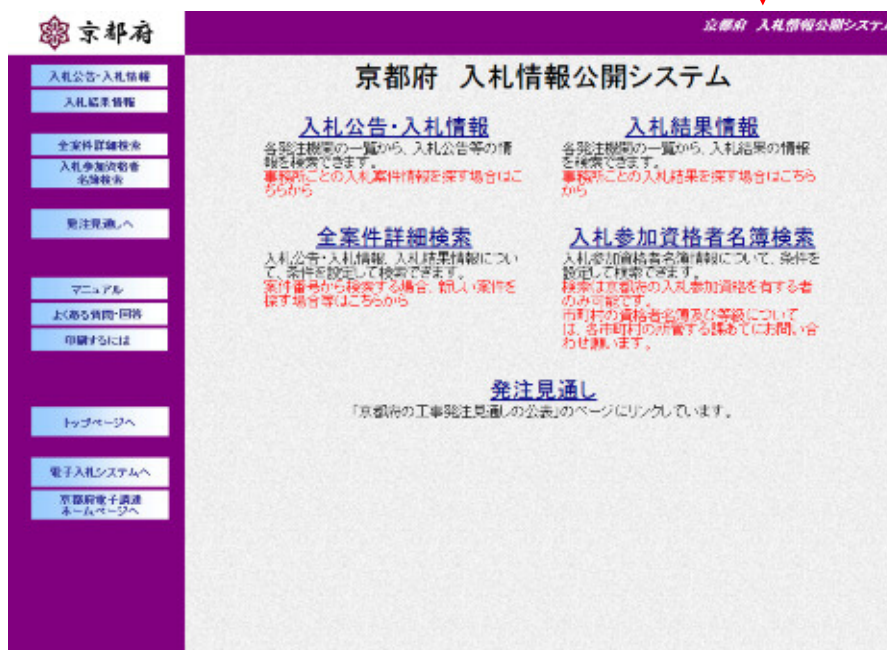 京都府
京都府 入札情報公開システム
入札公告・入札情報
入札結果情報
全案件詳細検索
入札参加資格者
名簿検索
発注見通しへ
マニュアル
よくある質問・回答
印刷するには
トップページへ
電子入札システムへ
京都府電子調達
ホームページへ
京都府 入札情報公開システム
入札公告・入札情報
各発注機関の一覧から、入札公告等の情
報を検索できます。
事務所ごとの入札案件情報を探す場合はこ
ちらから
入札結果情報
各発注機関の一覧から、入札結果の情報
を検索できます。
事務所ごとの入札結果を探す場合はこちら
から
全案件詳細検索
入札公告・入札情報、入札結果情報につい
て、条件を設定して検索できます。
案件番号から検索する場合、新しい案件を
探す場合等はこちらから
入札参加資格者名簿検索
入札参加資格者名簿情報について、条件を
設定して検索できます。
検索は京都府の入札参加資格を有する者
のみ可能です。
市町村の資格者名簿及び等級について
は、各市町村の所管する課あてにお問い合
わせ願います。
発注見通し
「京都府の工事発注見通しの公表」のページにリンクしています。